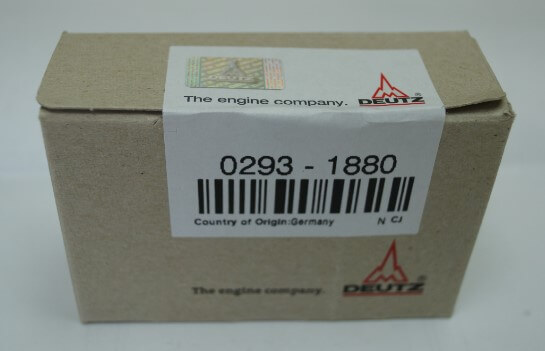 The engine company. DEUTZ®
0293 - 1880
Country of Origin:Germany N CJ
The engine company. DEUTZ®